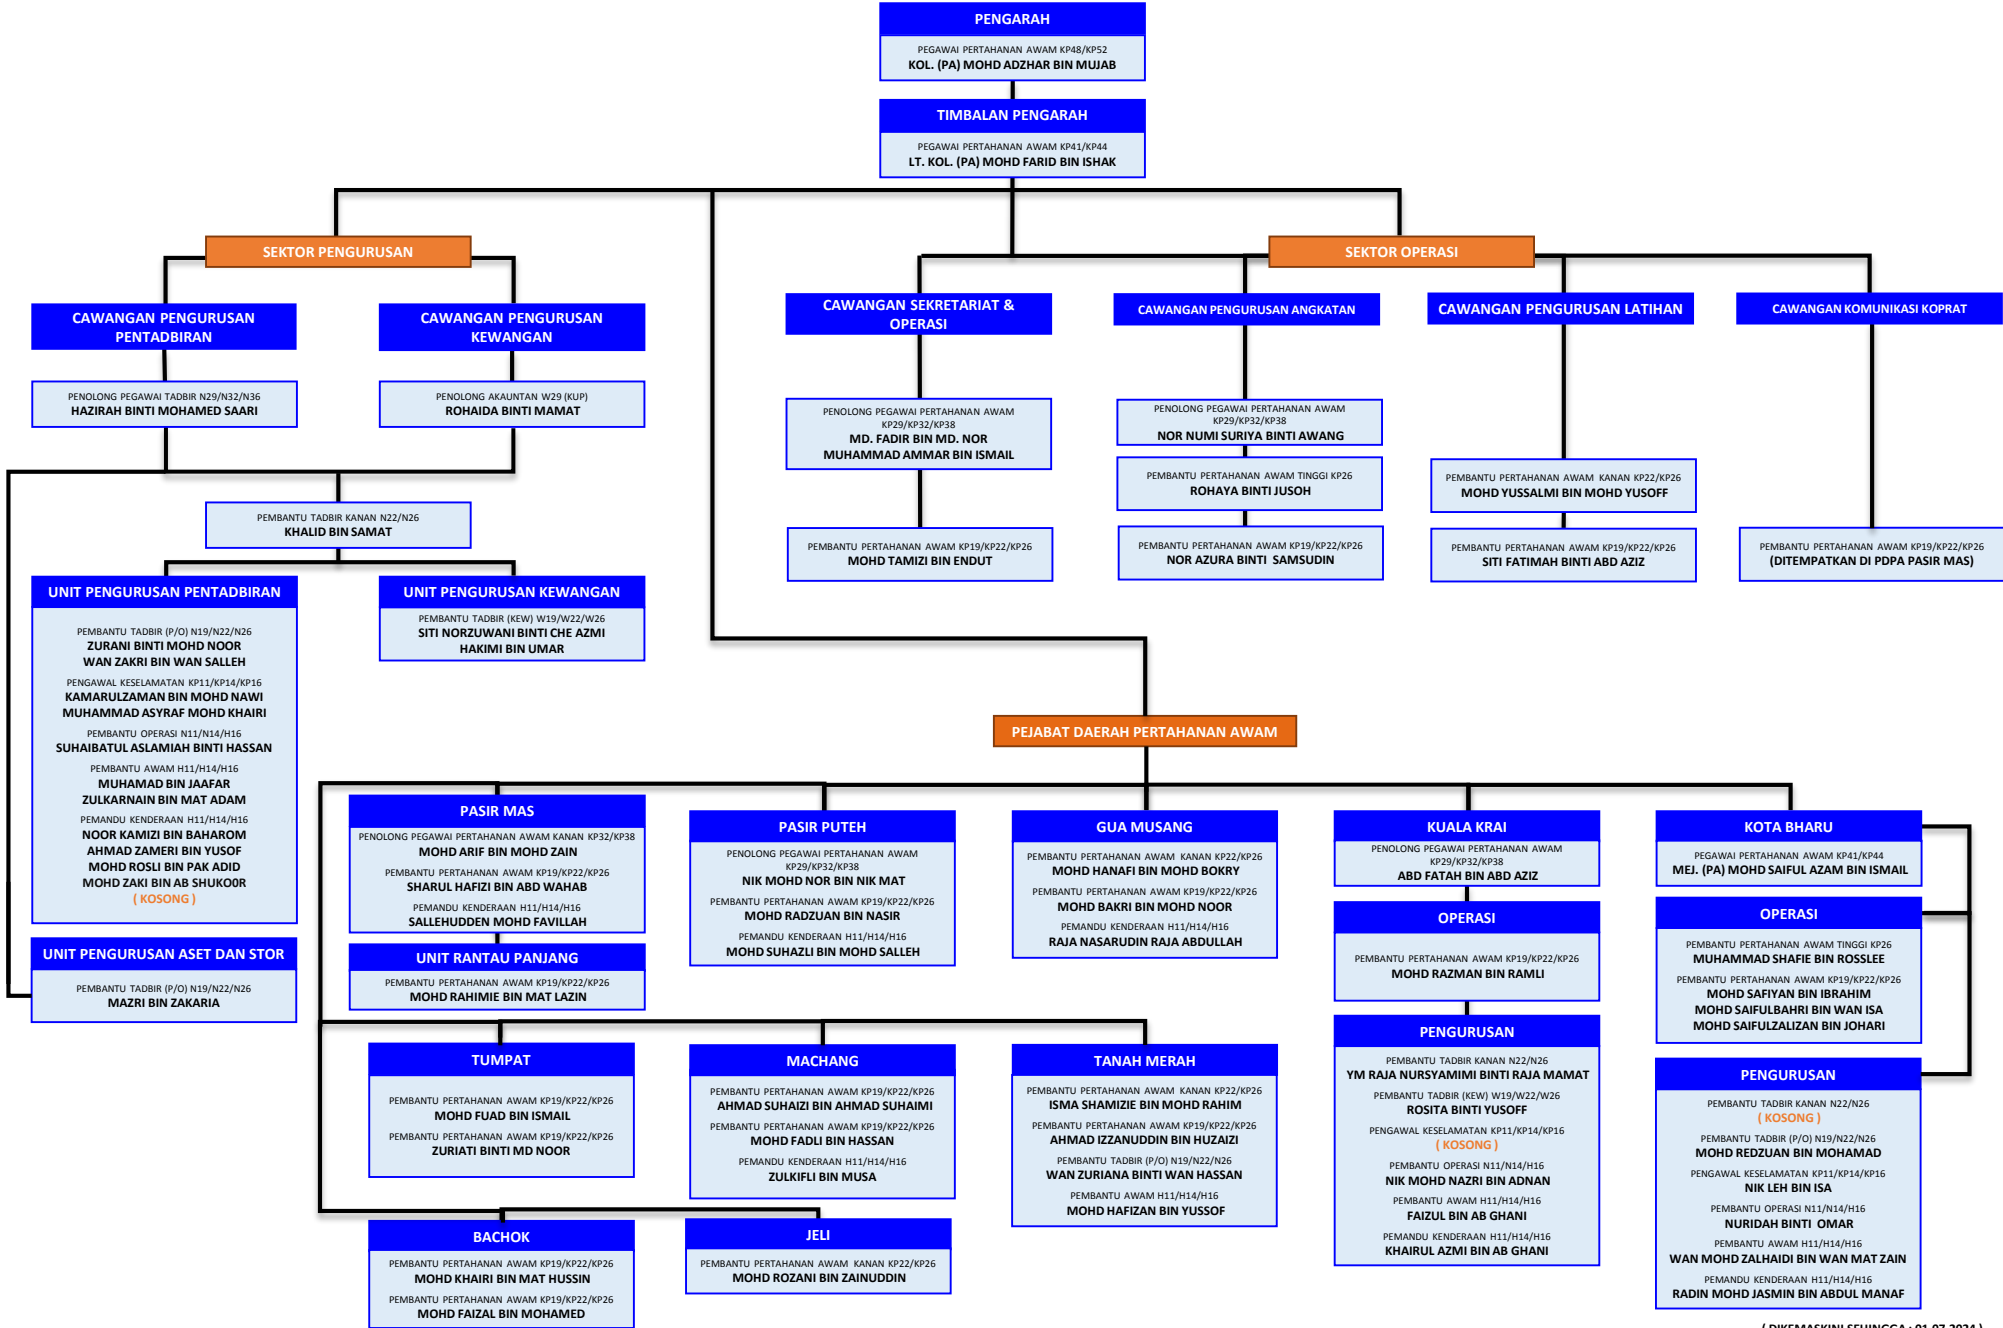 PENGARAH
PEGAWAI PERTAHANAN AWAM KP48/KP52
KOL. (PA) MOHD ADZHAR BIN MUJAB
TIMBALAN PENGARAH
PEGAWAI PERTAHANAN AWAM KP41/KP44
LT. KOL. (PA) MOHD FARID BIN ISHAK
SEKTOR PENGURUSAN
SEKTOR OPERASI
CAWANGAN PENGURUSAN
PENTADBIRAN
PENOLONG PEGAWAI TADBIR N29/N32/N36
HAZIRAH BINTI MOHAMED SAARI
CAWANGAN PENGURUSAN
KEWANGAN
PENOLONG AKAUNTAN W29 (KUP)
ROHAIDA BINTI MAMAT
PEMBANTU TADBIR KANAN N22/N26
KHALID BIN SAMAT
UNIT PENGURUSAN PENTADBIRAN
PEMBANTU TADBIR (P/O) N19/N22/N26
ZURANI BINTI MOHD NOOR
WAN ZAKRI BIN WAN SALLEH
PENGAWAL KESELAMATAN KP11/KP14/KP16
KAMARULZAMAN BIN MOHD NAWI
MUHAMMAD ASYRAF MOHD KHAIRI
PEMBANTU OPERASI N11/N14/H16
SUHAIBATUL ASLAMIAH BINTI HASSAN
PEMBANTU AWAM H11/H14/H16
MUHAMAD BIN JAAFAR
ZULKARNAIN BIN MAT ADAM
PEMANDU KENDERAAN H11/H14/H16
NOOR KAMIZI BIN BAHAROM
AHMAD ZAMERI BIN YUSOF
MOHD ROSLI BIN PAK ADID
MOHD ZAKI BIN AB SHUKO0R
( KOSONG )
UNIT PENGURUSAN KEWANGAN
PEMBANTU TADBIR (KEW) W19/W22/W26
SITI NORZUWANI BINTI CHE AZMI
HAKIMI BIN UMAR
UNIT PENGURUSAN ASET DAN STOR
PEMBANTU TADBIR (P/O) N19/N22/N26
MAZRI BIN ZAKARIA
CAWANGAN SEKRETARIAT &
OPERASI
PENOLONG PEGAWAI PERTAHANAN AWAM
KP29/KP32/KP38
MD. FADIR BIN MD. NOR
MUHAMMAD AMMAR BIN ISMAIL
PEMBANTU PERTAHANAN AWAM KP19/KP22/KP26
MOHD TAMIZI BIN ENDUT
CAWANGAN PENGURUSAN ANGKATAN
PENOLONG PEGAWAI PERTAHANAN AWAM
KP29/KP32/KP38
NOR NUMI SURIYA BINTI AWANG
PEMBANTU PERTAHANAN AWAM TINGGI KP26
ROHAYA BINTI JUSOH
PEMBANTU PERTAHANAN AWAM KP19/KP22/KP26
NOR AZURA BINTI SAMSUDIN
CAWANGAN PENGURUSAN LATIHAN
PEMBANTU PERTAHANAN AWAM KANAN KP22/KP26
MOHD YUSSALMI BIN MOHD YUSOFF
PEMBANTU PERTAHANAN AWAM KP19/KP22/KP26
SITI FATIMAH BINTI ABD AZIZ
CAWANGAN KOMUNIKASI KOPRAT
PEMBANTU PERTAHANAN AWAM KP19/KP22/KP26
(DITEMPATKAN DI PDPA PASIR MAS)
PEJABAT DAERAH PERTAHANAN AWAM
PASIR MAS
PENOLONG PEGAWAI PERTAHANAN AWAM KANAN KP32/KP38
MOHD ARIF BIN MOHD ZAIN
PEMBANTU PERTAHANAN AWAM KP19/KP22/KP26
SHARUL HAFIZI BIN ABD WAHAB
PEMANDU KENDERAAN H11/H14/H16
SALLEHUDDEN MOHD FAVILLAH
UNIT RANTAU PANJANG
PEMBANTU PERTAHANAN AWAM KP19/KP22/KP26
MOHD RAHIMIE BIN MAT LAZIN
PASIR PUTEH
PENOLONG PEGAWAI PERTAHANAN AWAM
KP29/KP32/KP38
NIK MOHD NOR BIN NIK MAT
PEMBANTU PERTAHANAN AWAM KP19/KP22/KP26
MOHD RADZUAN BIN NASIR
PEMANDU KENDERAAN H11/H14/H16
MOHD SUHAZLI BIN MOHD SALLEH
GUA MUSANG
PEMBANTU PERTAHANAN AWAM KANAN KP22/KP26
MOHD HANAFI BIN MOHD BOKRY
PEMBANTU PERTAHANAN AWAM KP19/KP22/KP26
MOHD BAKRI BIN MOHD NOOR
PEMANDU KENDERAAN H11/H14/H16
RAJA NASARUDIN RAJA ABDULLAH
KUALA KRAI
PENOLONG PEGAWAI PERTAHANAN AWAM
KP29/KP32/KP38
ABD FATAH BIN ABD AZIZ
OPERASI
PEMBANTU PERTAHANAN AWAM KP19/KP22/KP26
MOHD RAZMAN BIN RAMLI
PENGURUSAN
PEMBANTU TADBIR KANAN N22/N26
YM RAJA NURSYAMIMI BINTI RAJA MAMAT
PEMBANTU TADBIR (KEW) W19/W22/W26
ROSITA BINTI YUSOFF
PENGAWAL KESELAMATAN KP11/KP14/KP16
( KOSONG )
PEMBANTU OPERASI N11/N14/H16
NIK MOHD NAZRI BIN ADNAN
PEMBANTU AWAM H11/H14/H16
FAIZUL BIN AB GHANI
PEMANDU KENDERAAN H11/H14/H16
KHAIRUL AZMI BIN AB GHANI
KOTA BHARU
PEGAWAI PERTAHANAN AWAM KP41/KP44
MEJ. (PA) MOHD SAIFUL AZAM BIN ISMAIL
OPERASI
PEMBANTU PERTAHANAN AWAM TINGGI KP26
MUHAMMAD SHAFIE BIN ROSSLEE
PEMBANTU PERTAHANAN AWAM KP19/KP22/KP26
MOHD SAFIYAN BIN IBRAHIM
MOHD SAIFULBAHRI BIN WAN ISA
MOHD SAIFULZALIZAN BIN JOHARI
PENGURUSAN
PEMBANTU TADBIR KANAN N22/N26
( KOSONG )
PEMBANTU TADBIR (P/O) N19/N22/N26
MOHD REDZUAN BIN MOHAMAD
PENGAWAL KESELAMATAN KP11/KP14/KP16
NIK LEH BIN ISA
PEMBANTU OPERASI N11/N14/H16
NURIDAH BINTI OMAR
PEMBANTU AWAM H11/H14/H16
WAN MOHD ZALHAIDI BIN WAN MAT ZAIN
PEMANDU KENDERAAN H11/H14/H16
RADIN MOHD JASMIN BIN ABDUL MANAF
TUMPAT
PEMBANTU PERTAHANAN AWAM KP19/KP22/KP26
MOHD FUAD BIN ISMAIL
PEMBANTU PERTAHANAN AWAM KP19/KP22/KP26
ZURIATI BINTI MD NOOR
MACHANG
PEMBANTU PERTAHANAN AWAM KP19/KP22/KP26
AHMAD SUHAIZI BIN AHMAD SUHAIMI
PEMBANTU PERTAHANAN AWAM KP19/KP22/KP26
MOHD FADLI BIN HASSAN
PEMANDU KENDERAAN H11/H14/H16
ZULKIFLI BIN MUSA
TANAH MERAH
PEMBANTU PERTAHANAN AWAM KANAN KP22/KP26
ISMA SHAMIZIE BIN MOHD RAHIM
PEMBANTU PERTAHANAN AWAM KP19/KP22/KP26
AHMAD IZZANUDDIN BIN HUZAIZI
PEMBANTU TADBIR (P/O) N19/N22/N26
WAN ZURIANA BINTI WAN HASSAN
PEMBANTU AWAM H11/H14/H16
MOHD HAFIZAN BIN YUSSOF
BACHOK
PEMBANTU PERTAHANAN AWAM KP19/KP22/KP26
MOHD KHAIRI BIN MAT HUSSIN
PEMBANTU PERTAHANAN AWAM KP19/KP22/KP26
MOHD FAIZAL BIN MOHAMED
JELI
PEMBANTU PERTAHANAN AWAM KANAN KP22/KP26
MOHD ROZANI BIN ZAINUDDIN
( DIKEMASKINI SEHINGGA : 01.07.2024 )